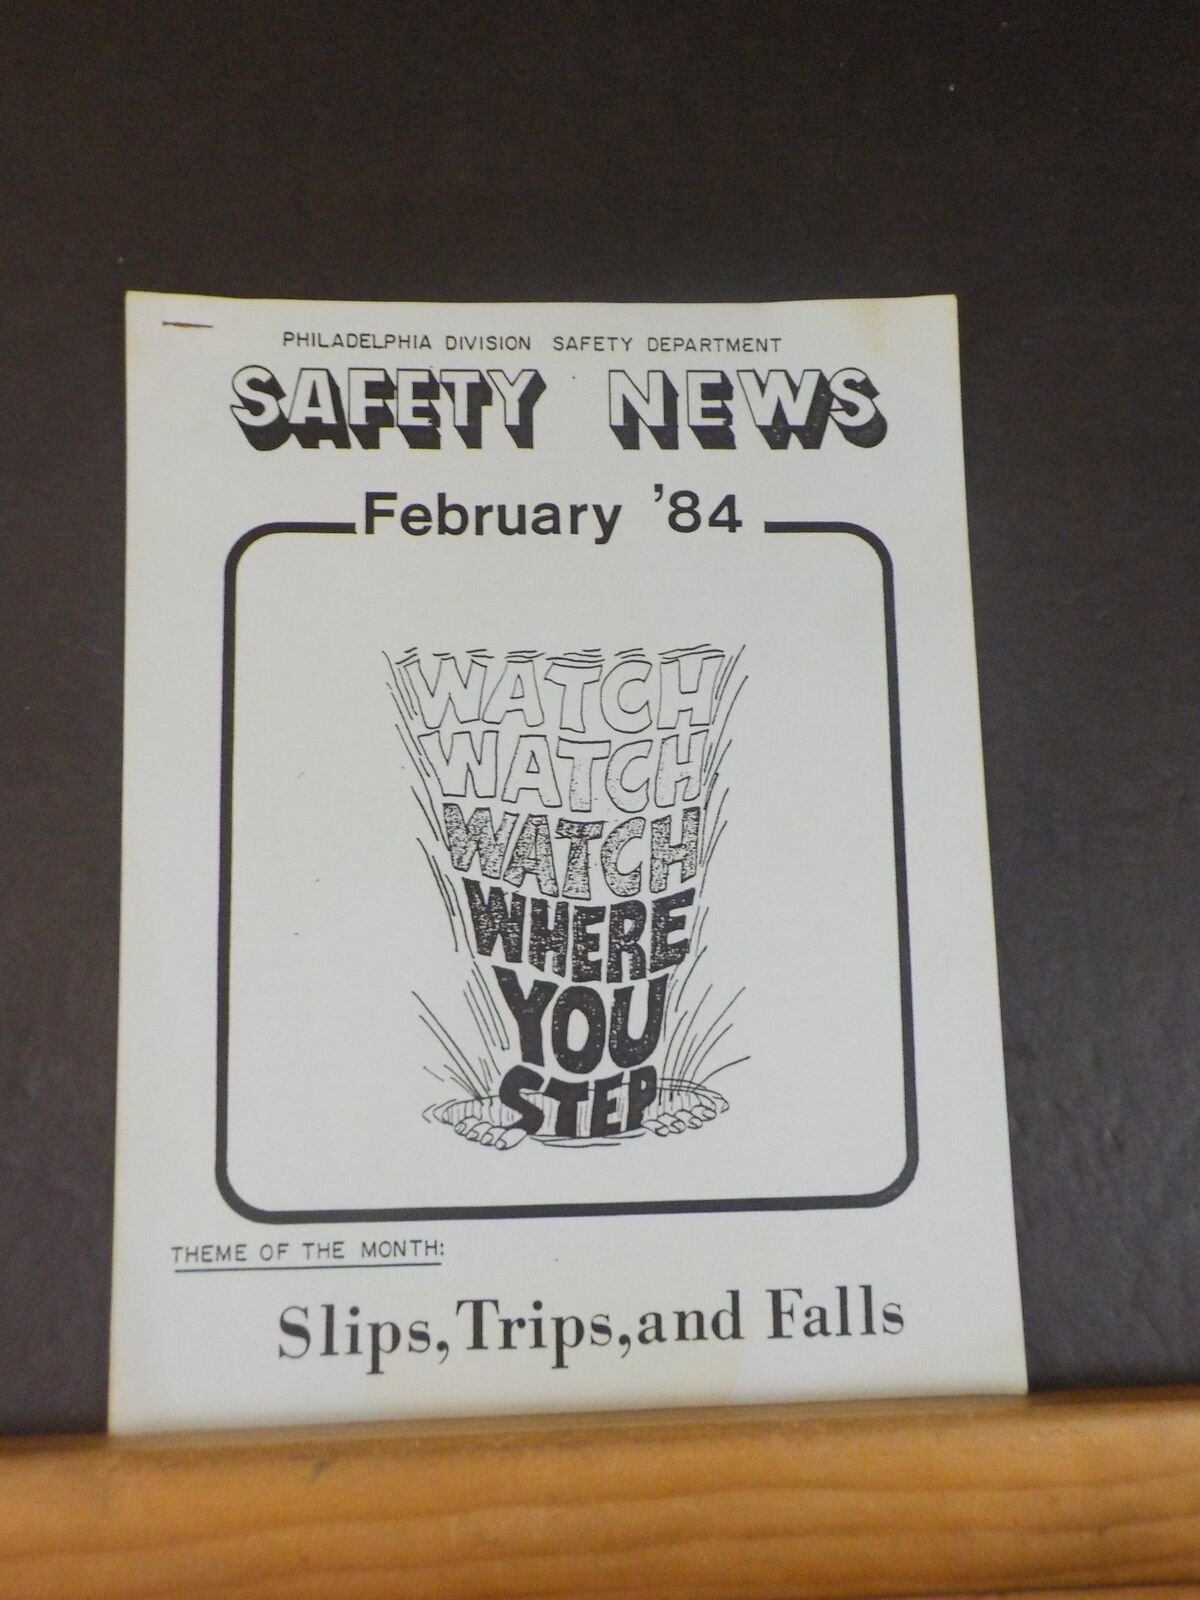 PHILADELPHIA DIVISION SAFETY DEPARTMENT
SAFETY NEWS
February '84
WATCH
WATCH
WATCH
WHERE
YOU
STEP
THEME OF THE MONTH:
Slips, Trips, and Falls